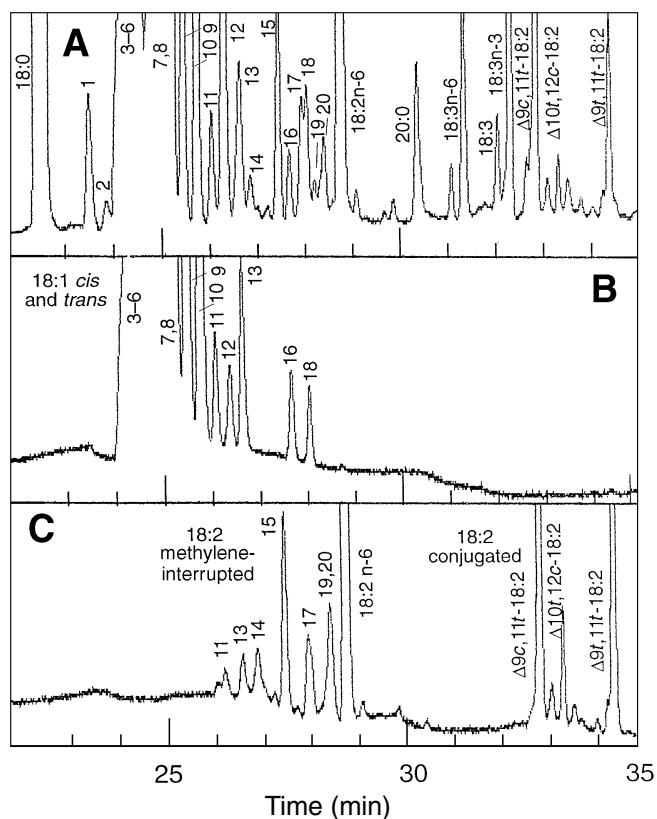 A
18:0
1
2
3–6
7,8
10 9
11
12
13
14
15
16
17
18
19
20
18:2n-6
20:0
18:3n-6
18:3
18:3n-3
Δ9c,11t-18:2
Δ10t,12c-18:2
Δ9t,11t-18:2
B
18:1 cis
and trans
3–6
7,8
10 9
11
12
13
16
18
C
18:2
methylene-
interrupted
11
13
14
15
17
19,20
18:2 n-6
18:2
conjugated
Δ9c,11t-18:2
Δ10t,12c-18:2
Δ9t,11t-18:2
25
30
35
Time (min)